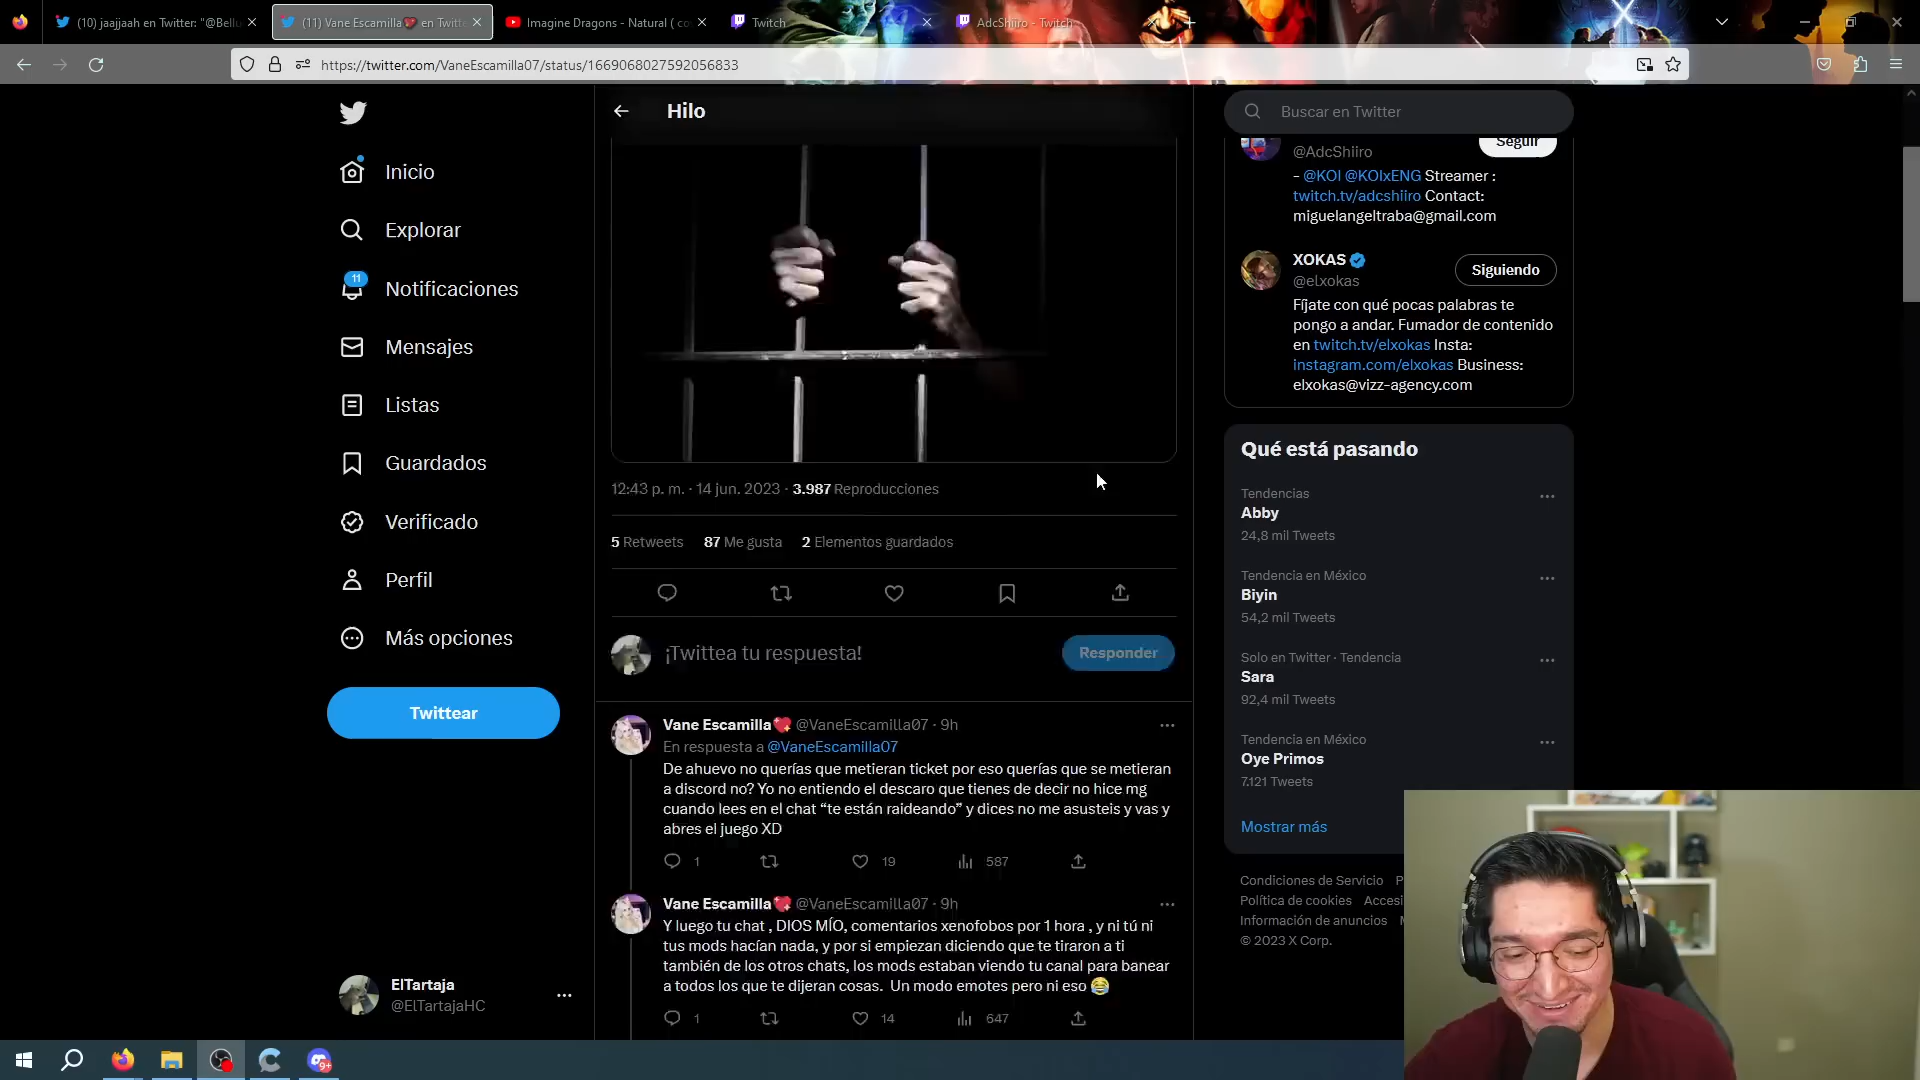 (10) jaajjaah en Twitter: "@Bellu
(11) Vane Escamilla en Twitte
Imagine Dragons - Natural ( co
Twitch
AdcShiiro - Twitch
https://twitter.com/VaneEscamilla07/status/1669068027592056833
Inicio
Explorar
11
Notificaciones
Mensajes
Listas
Guardados
Verificado
Perfil
Más opciones
Twittear
ElTartaja
@ElTartajaHC
Hilo
12:43 p. m. · 14 jun. 2023 · 3.987 Reproducciones
5 Retweets 87 Me gusta 2 Elementos guardados
¡Twittea tu respuesta!
Responder
Vane Escamilla💖 @VaneEscamilla07 · 9h
En respuesta a @VaneEscamilla07
De ahuevo no querías que metieran ticket por eso querías que se metieran
a discord no? Yo no entiendo el descaro que tienes de decir no hice mg
cuando lees en el chat “te están raideando” y dices no me asusteis y vas y
abres el juego XD
1 19 587
Vane Escamilla💖 @VaneEscamilla07 · 9h
Y luego tu chat , DIOS MÍO, comentarios xenofobos por 1 hora , y ni tú ni
tus mods hacían nada, y por si empiezan diciendo que te tiraron a ti
también de los otros chats, los mods estaban viendo tu canal para banear
a todos los que te dijeran cosas. Un modo emotes pero ni eso 😂
1 14 647
Buscar en Twitter
@AdcShiiro
Seguir
- @KOI @KOIxENG Streamer :
twitch.tv/adcshiiro Contact:
miguelangeltraba@gmail.com
XOKAS
@elxokas
Siguiendo
Fíjate con qué pocas palabras te
pongo a andar. Fumador de contenido
en twitch.tv/elxokas Insta:
instagram.com/elxokas Business:
elxokas@vizz-agency.com
Qué está pasando
Tendencias
Abby
24,8 mil Tweets
Tendencia en México
Biyin
54,2 mil Tweets
Solo en Twitter · Tendencia
Sara
92,4 mil Tweets
Tendencia en México
Oye Primos
7.121 Tweets
Mostrar más
Condiciones de Servicio P
Política de cookies Accesi
Información de anuncios
© 2023 X Corp.
9+